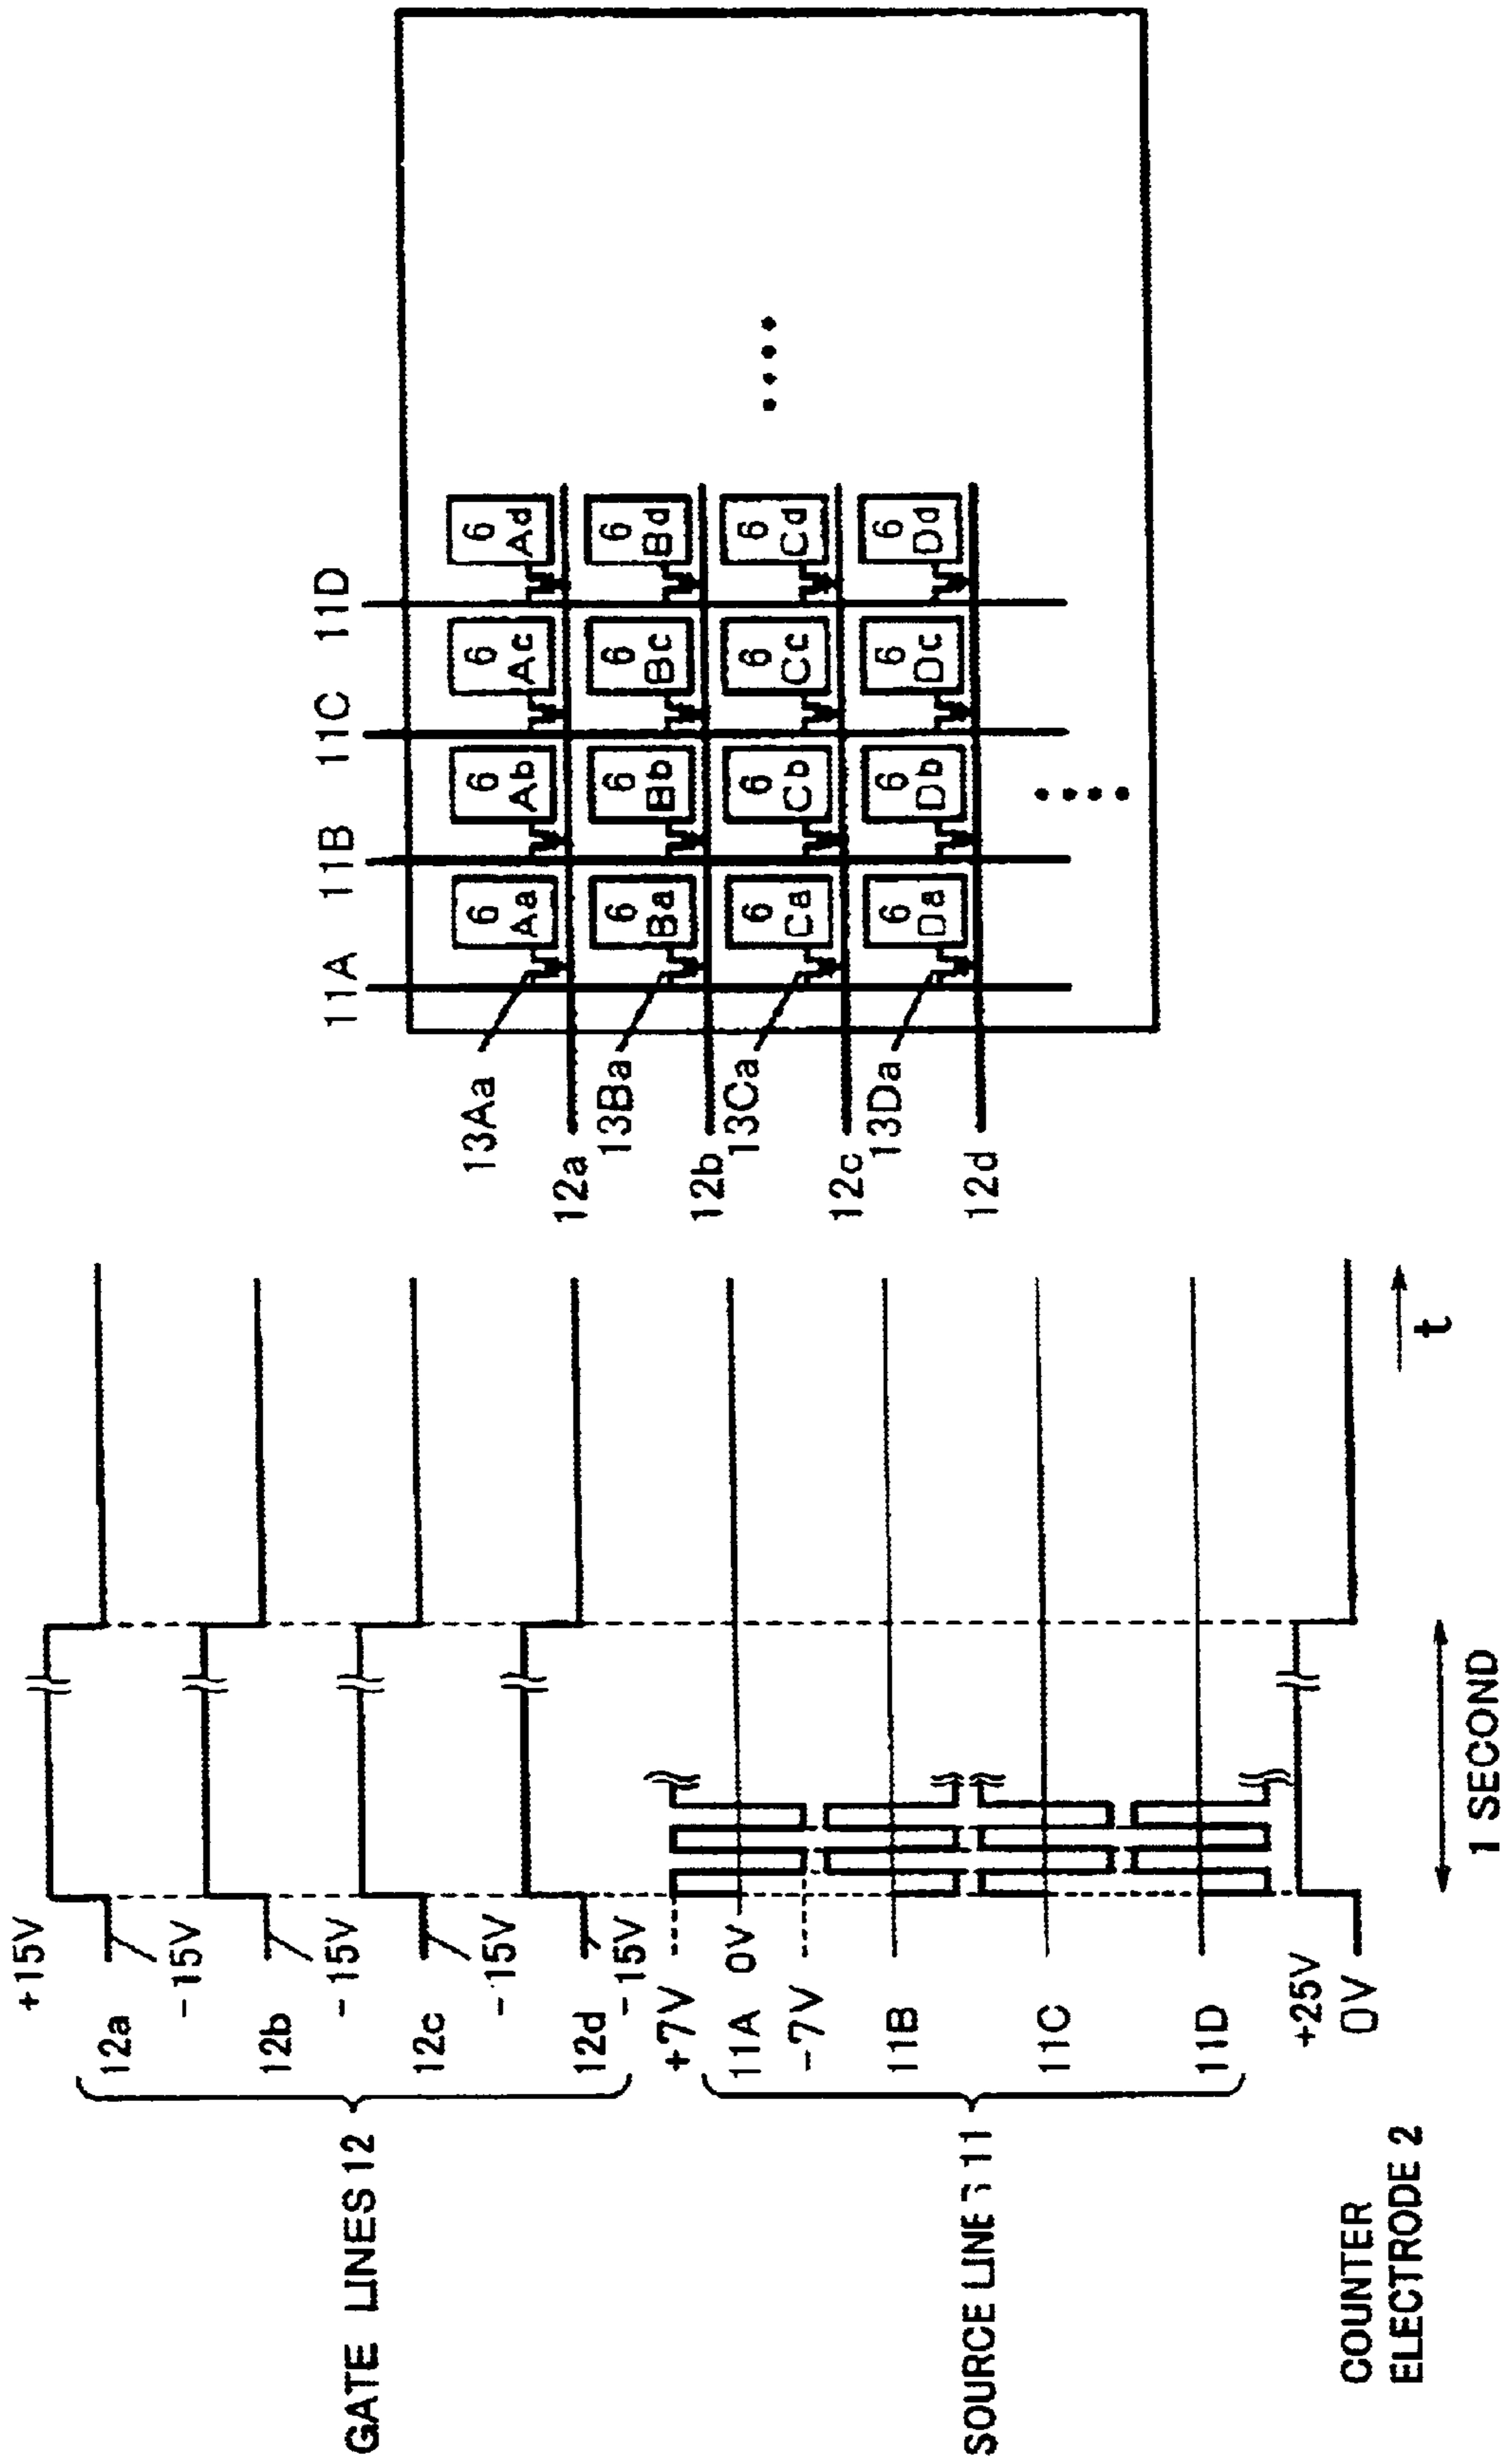 GATE LINES 12
+15V
12a
-15V
12b
-15V
12c
-15V
12d
-15V
SOURCE LINES 11
+7V
11A 0V
-7V
11B
11C
11D
COUNTER
ELECTRODE 2
+25V
0V
1 SECOND
t
11A 11B 11C 11D
13Aa
12a
13Ba
12b
13Ca
12c
13Da
12d
6 6 6 6
Aa Ab Ac Ad
6 6 6 6
Ba Bb Bc Bd
6 6 6 6
Ca Cb Cc Cd
6 6 6 6
Da Db Dc Dd